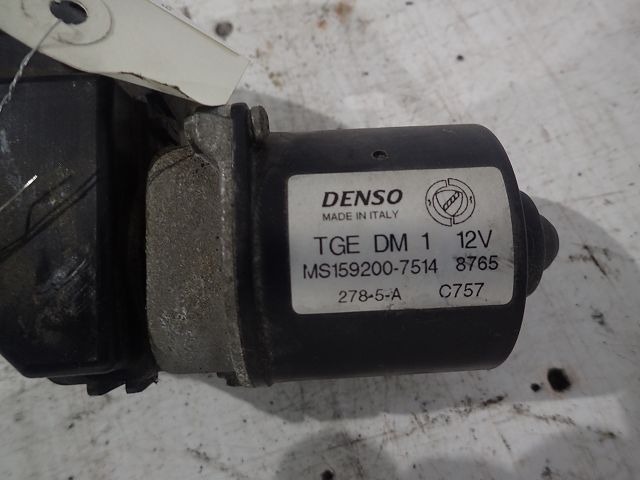 DENSO
MADE IN ITALY
TGE DM 1 12V
MS159200-7514 8765
278-5-A C757